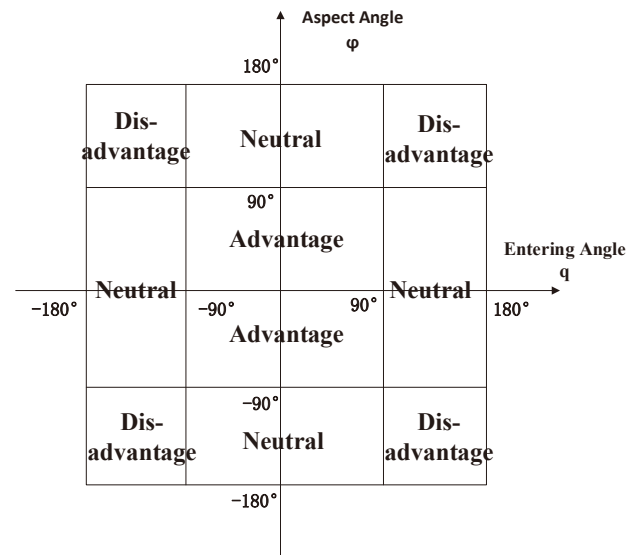 Aspect Angle
φ
180°
Dis-
advantage
Neutral
Dis-
advantage
90°
Advantage
Entering Angle
q
Neutral
Neutral
-180°
-90°
90°
180°
Advantage
-90°
Dis-
advantage
Neutral
Dis-
advantage
-180°